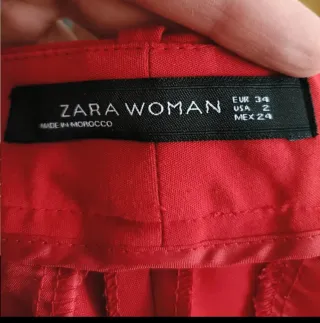 ZARA WOMAN
MADE IN MOROCCO
EUR 34
USA 2
MEX 24